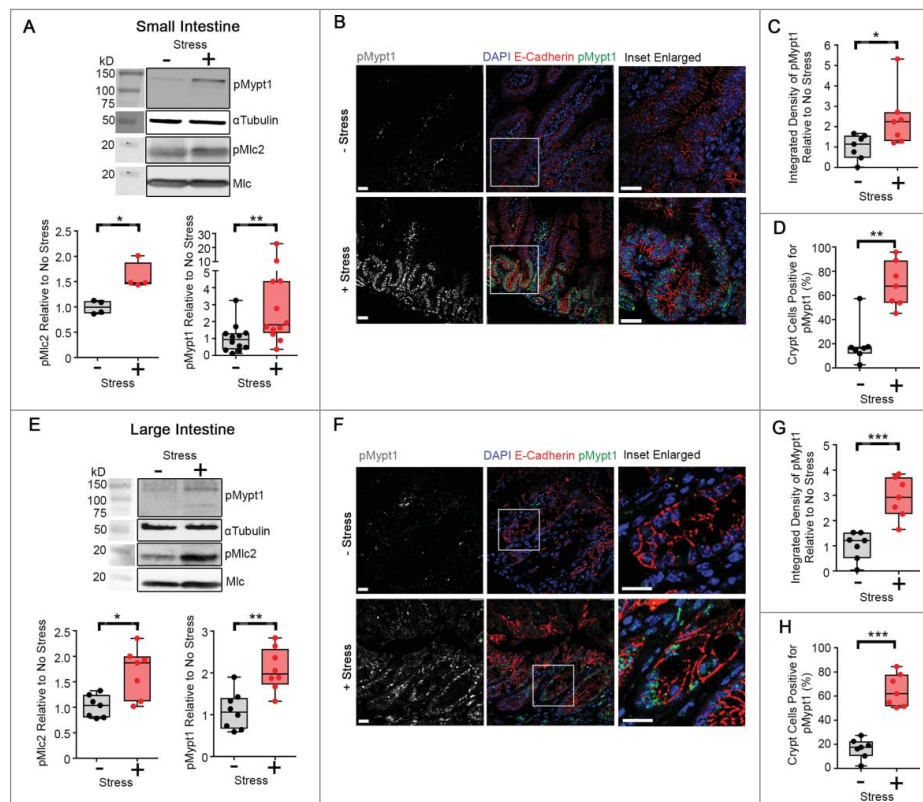 A
Small Intestine
Stress
kD
-
+
150
100
75
pMypt1
50
αTubulin
20
pMlc2
20
Mlc
pMlc2 Relative to No Stress
2.5
2.0
1.5
1.0
0.5
0.0
*
-
+
Stress
pMypt1 Relative to No Stress
30
20
10
5
4
3
2
1
0
**
-
+
Stress
B
pMypt1
DAPI E-Cadherin pMypt1
Inset Enlarged
- Stress
+ Stress
C
Integrated Density of pMypt1
Relative to No Stress
6
5
4
3
2
1
0
*
-
+
Stress
D
Crypt Cells Positive for
pMypt1 (%)
100
80
60
40
20
0
**
-
+
Stress
E
Large Intestine
Stress
kD
-
+
150
100
75
pMypt1
50
αTubulin
20
pMlc2
20
Mlc
pMlc2 Relative to No Stress
2.5
2.0
1.5
1.0
0.5
0.0
*
-
+
Stress
pMypt1 Relative to No Stress
3
2
1
0
**
-
+
Stress
F
pMypt1
DAPI E-Cadherin pMypt1
Inset Enlarged
- Stress
+ Stress
G
Integrated Density of pMypt1
Relative to No Stress
5
4
3
2
1
0
***
-
+
Stress
H
Crypt Cells Positive for
pMypt1 (%)
100
80
60
40
20
0
***
-
+
Stress